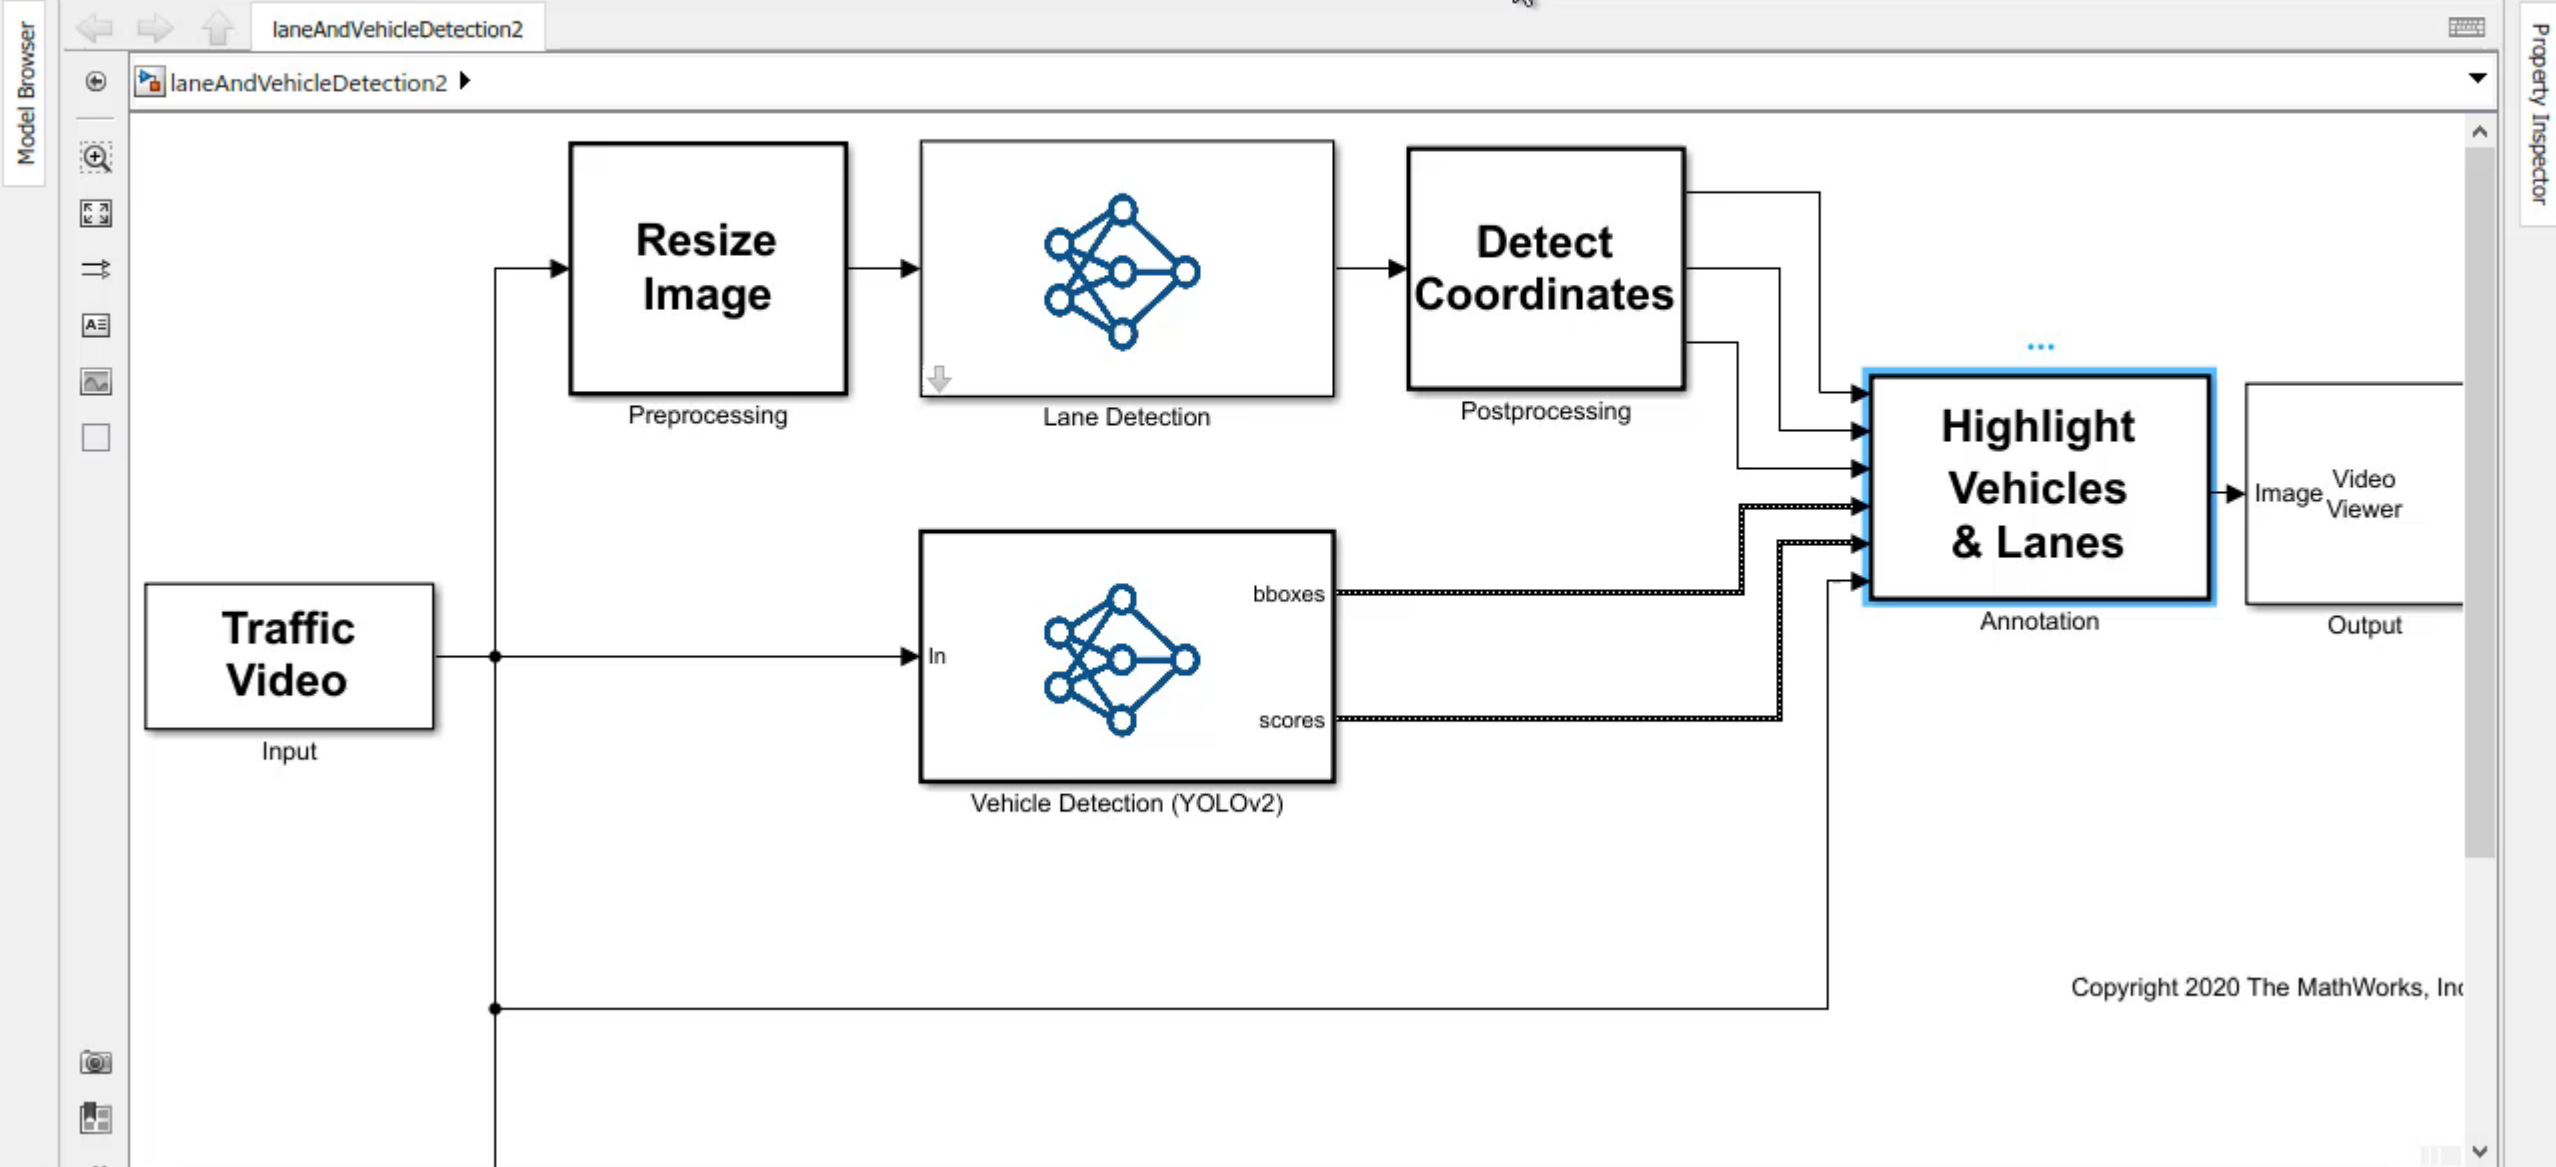 laneAndVehicleDetection2
Model Browser
Property Inspector
laneAndVehicleDetection2
Resize
Image
Preprocessing
Lane Detection
Detect
Coordinates
Postprocessing
Highlight
Vehicles
& Lanes
Annotation
Image
Video
Viewer
Output
Traffic
Video
Input
In
bboxes
scores
Vehicle Detection (YOLOv2)
Copyright 2020 The MathWorks, Inc